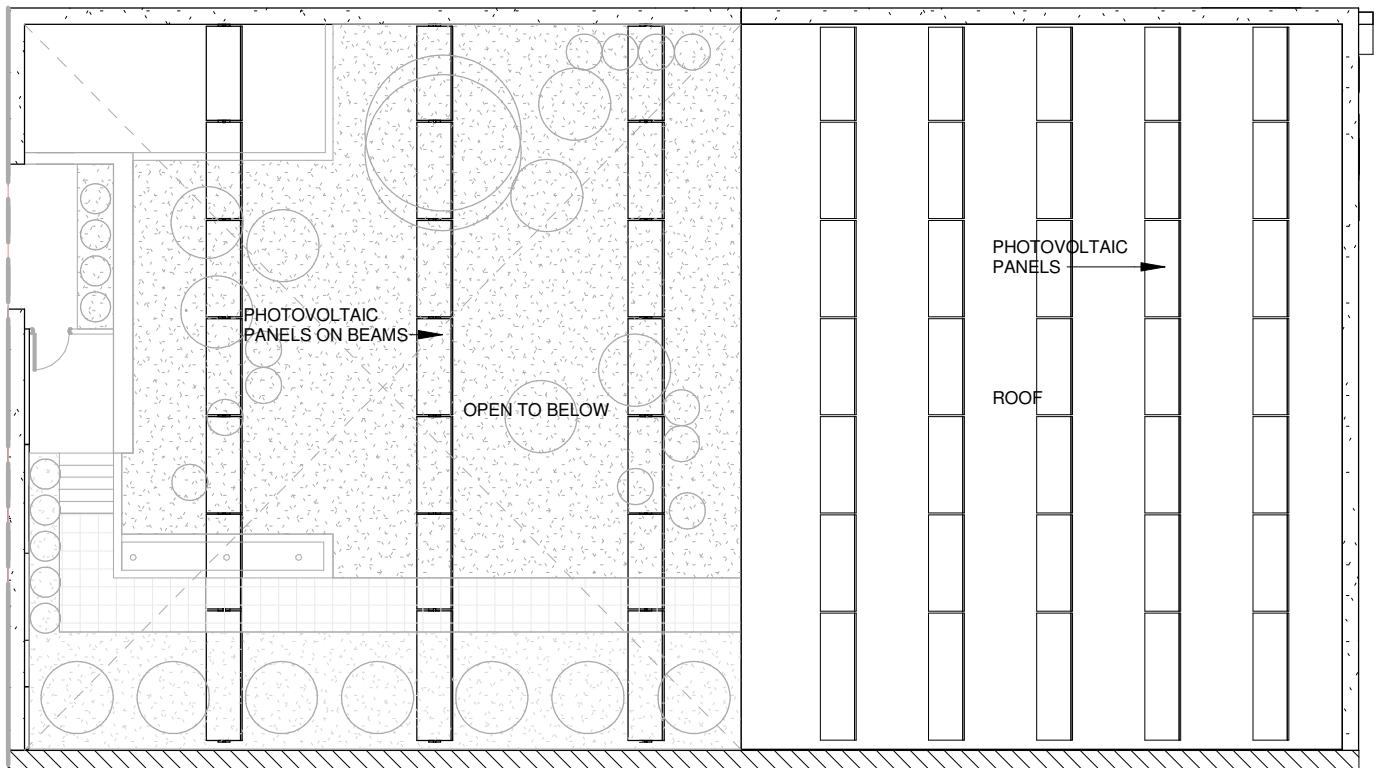 PHOTOVOLTAIC
PANELS ON BEAMS
OPEN TO BELOW
PHOTOVOLTAIC
PANELS
ROOF